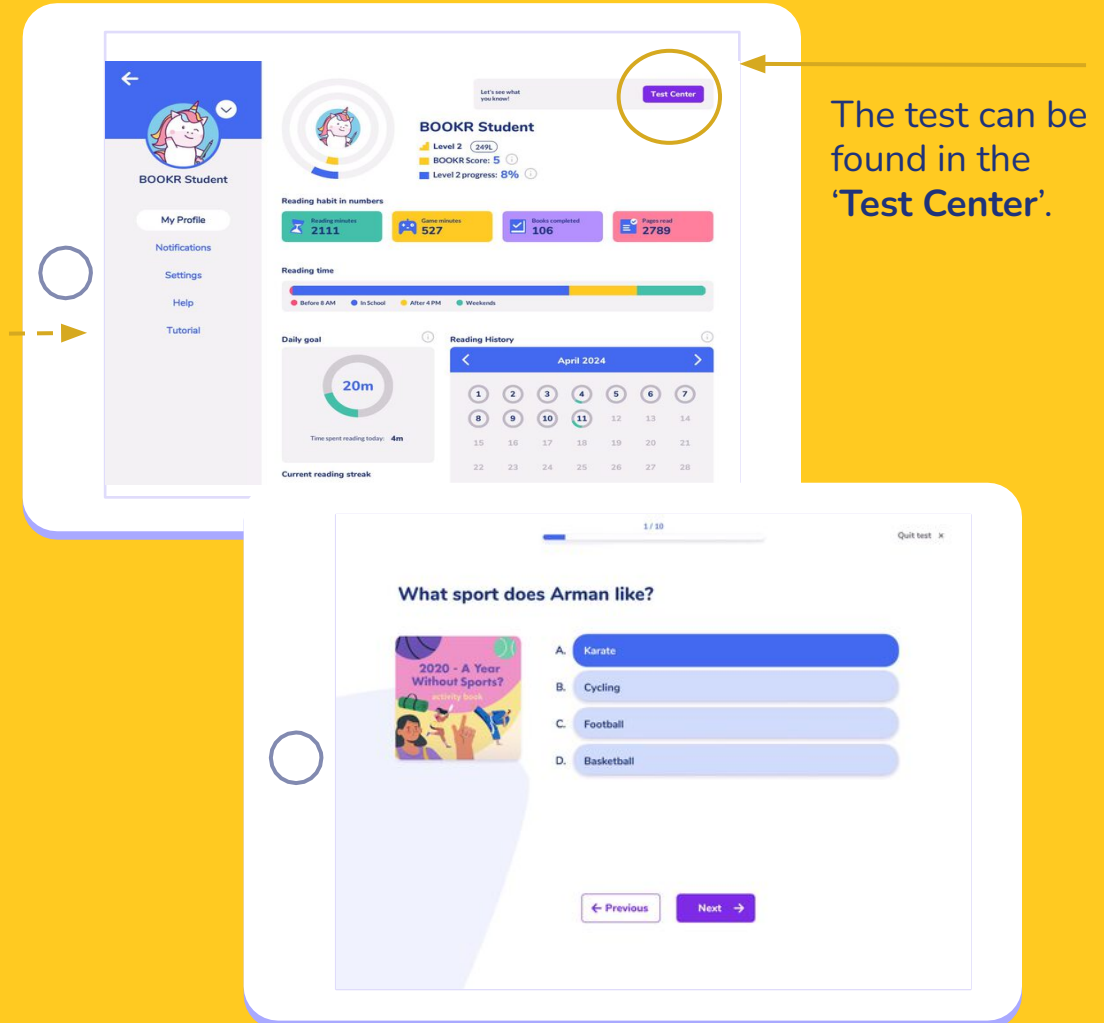 The test can be
found in the
‘Test Center’.
Let's see what
you know!
Test Center
BOOKR Student
Level 2 249L
BOOKR Score: 5
Level 2 progress: 8%
BOOKR Student
My Profile
Notifications
Settings
Help
Tutorial
Reading habit in numbers
Reading minutes
2111
Game minutes
527
Books completed
106
Pages read
2789
Reading time
Before 8 AM In School After 4 PM Weekends
Daily goal
20m
Time spent reading today: 4m
Current reading streak
Reading History
April 2024
1 2 3 4 5 6 7
8 9 10 11 12 13 14
15 16 17 18 19 20 21
22 23 24 25 26 27 28
1 / 10
Quit test x
What sport does Arman like?
2020 - A Year
Without Sports?
activity book
A. Karate
B. Cycling
C. Football
D. Basketball
← Previous
Next →